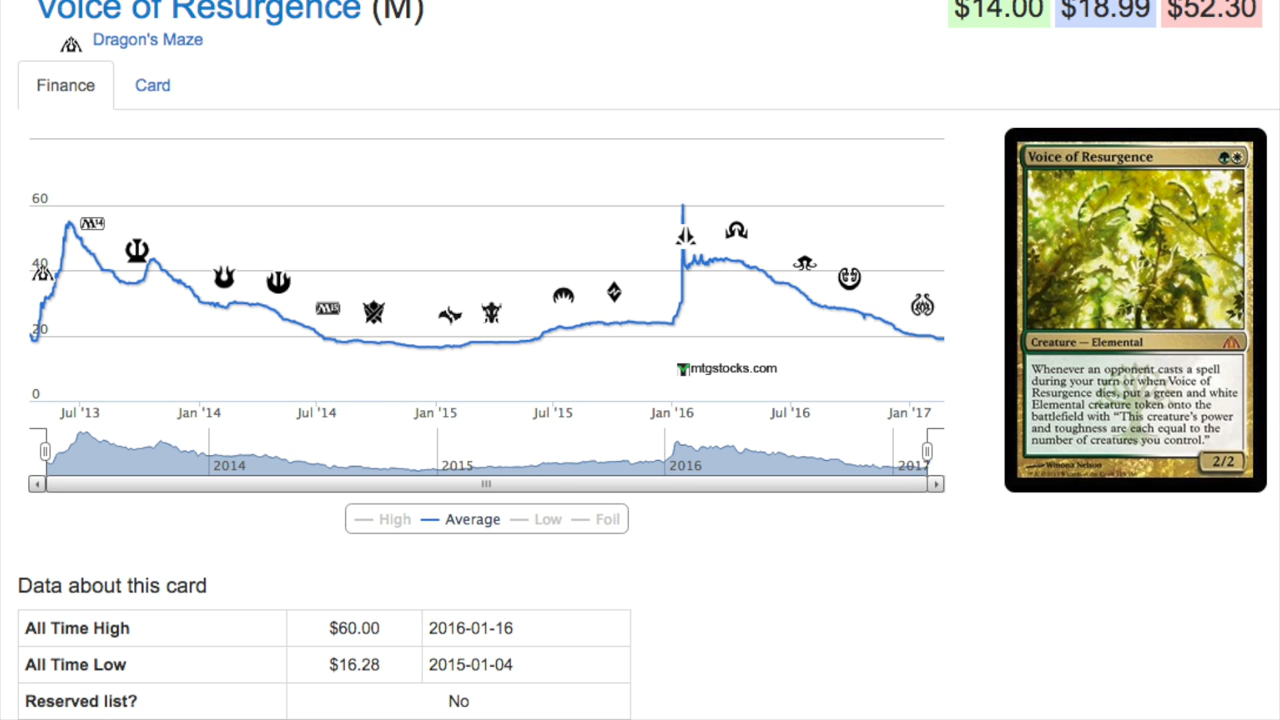 Voice of Resurgence (M)
$14.00 $18.99 $52.30
Dragon's Maze
Finance Card
60
40
20
0
M14
M15
mtgstocks.com
Jul '13 Jan '14 Jul '14 Jan '15 Jul '15 Jan '16 Jul '16 Jan '17
2014 2015 2016 2017
High Average Low Foil
Voice of Resurgence
Creature — Elemental
Whenever an opponent casts a spell
during your turn or when Voice of
Resurgence dies, put a green and white
Elemental creature token onto the
battlefield with “This creature's power
and toughness are each equal to the
number of creatures you control.”
Winona Nelson
2/2
Data about this card
All Time High $60.00 2016-01-16
All Time Low $16.28 2015-01-04
Reserved list? No